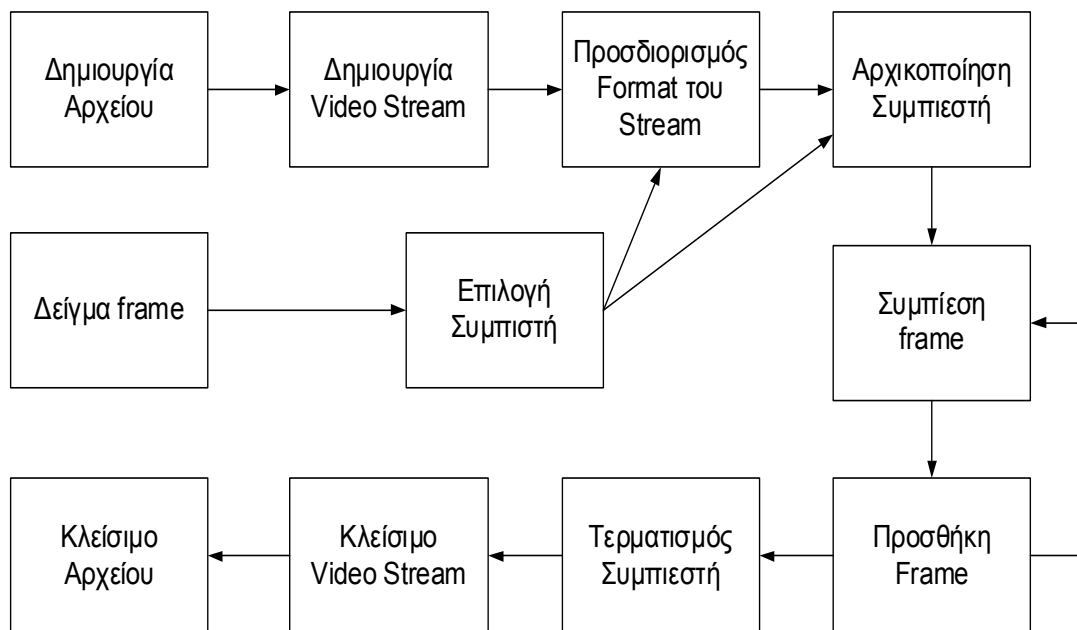 Δημιουργία
Αρχείου
Δημιουργία
Video Stream
Προσδιορισμός
Format του
Stream
Αρχικοποίηση
Συμπιεστή
Δείγμα frame
Επιλογή
Συμπιστή
Συμπίεση
frame
Κλείσιμο
Αρχείου
Κλείσιμο
Video Stream
Τερματισμός
Συμπιεστή
Προσθήκη
Frame